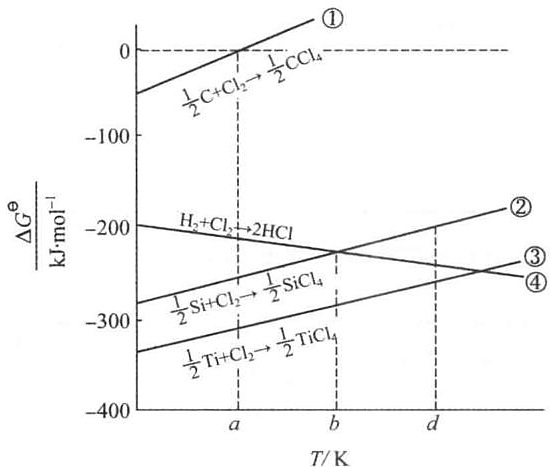 ①
0
½C+Cl₂→½CCl₄
−100
ΔG⊖
kJ·mol⁻¹
−200
H₂+Cl₂→2HCl
②
③
④
½Si+Cl₂→½SiCl₄
−300
½Ti+Cl₂→½TiCl₄
−400
a b d
T/K